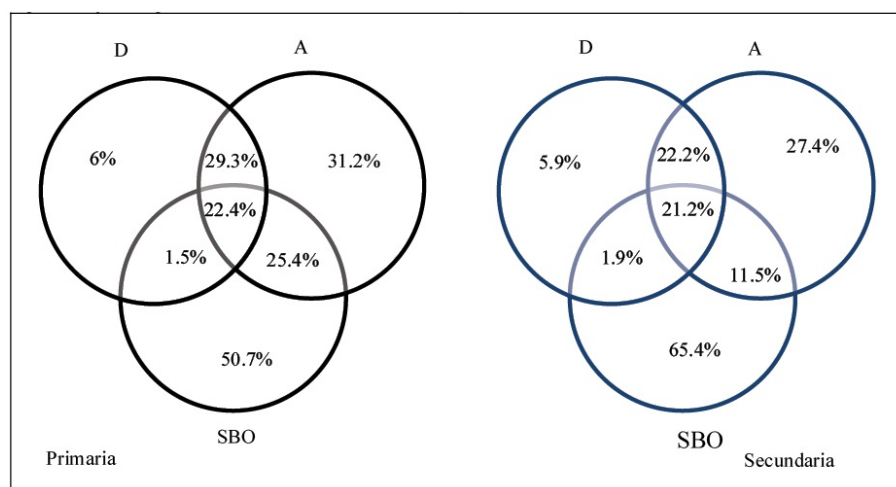 D
A
6%
29.3%
31.2%
22.4%
1.5%
25.4%
50.7%
SBO
Primaria
D
A
5.9%
22.2%
27.4%
21.2%
1.9%
11.5%
65.4%
SBO
Secundaria